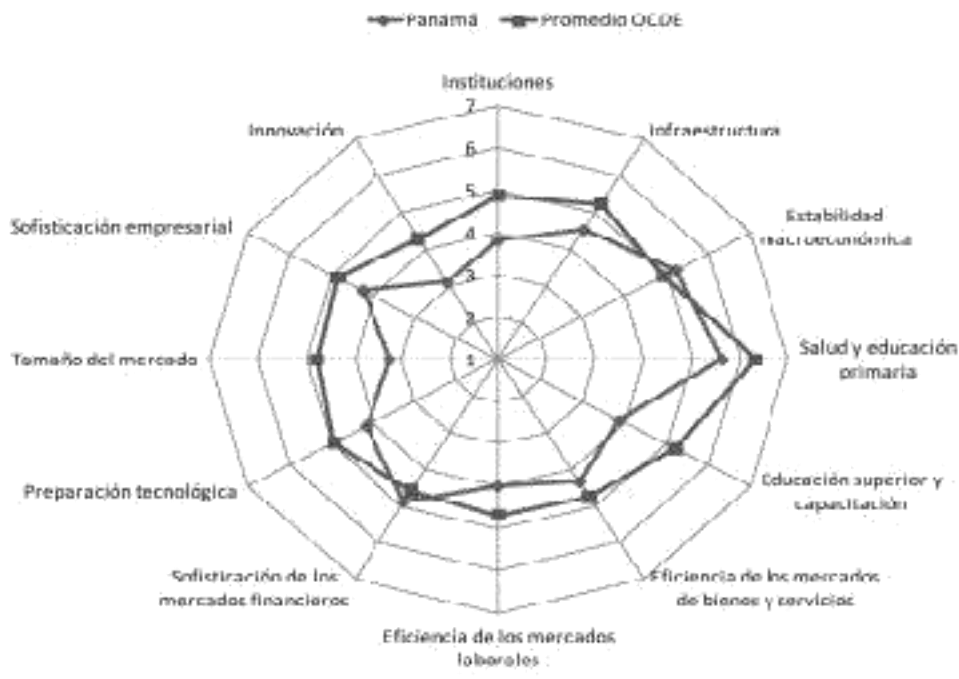 Panamá Promedio OCDE
Instituciones
7
Innovación
Infraestructura
6
5
Sofisticación empresarial
Estabilidad
macroeconómica
4
3
2
Tamaño del mercado
1
Salud y educación
primaria
Preparación tecnológica
Educación superior y
capacitación
Sofisticación de los
mercados financieros
Eficiencia de los mercados
de bienes y servicios
Eficiencia de los mercados
laborales